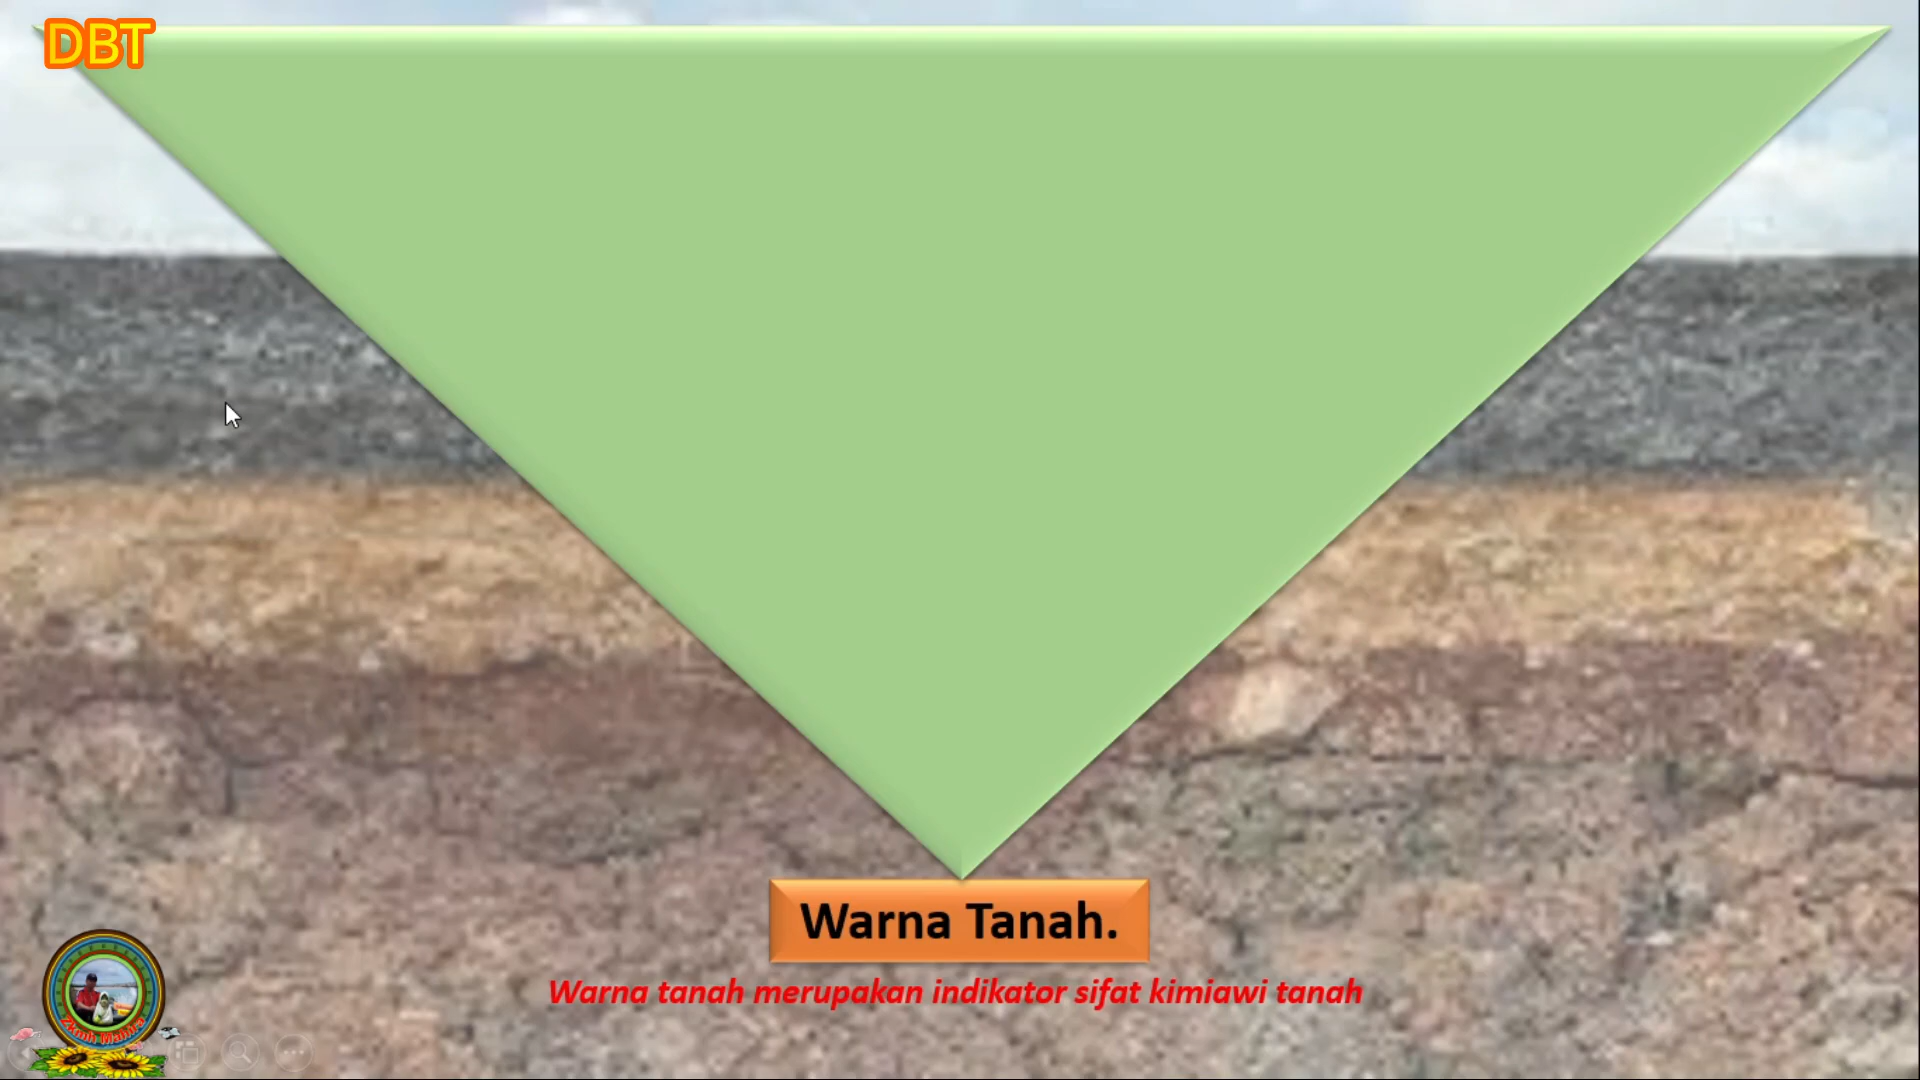 DBT
Warna Tanah.
Warna tanah merupakan indikator sifat kimiawi tanah